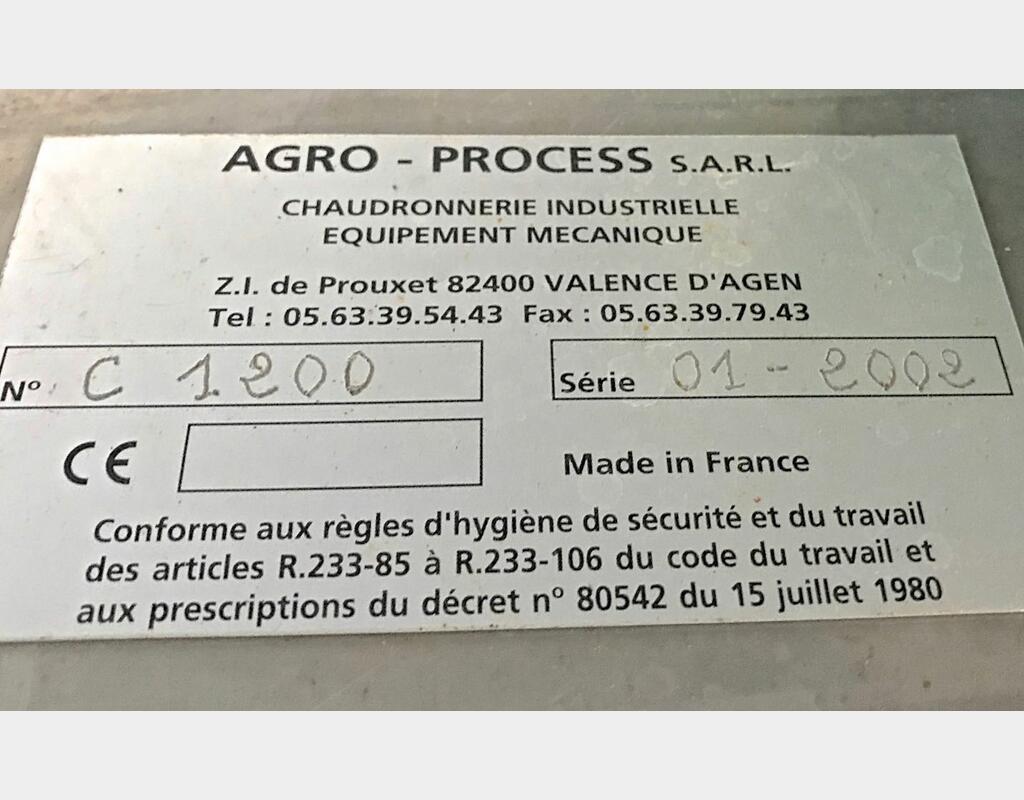 AGRO - PROCESS S.A.R.L.
CHAUDRONNERIE INDUSTRIELLE
EQUIPEMENT MECANIQUE
Z.I. de Prouxet 82400 VALENCE D'AGEN
Tel : 05.63.39.54.43 Fax : 05.63.39.79.43
N° C 1200 Série 01 - 2002
CE Made in France
Conforme aux règles d'hygiène de sécurité et du travail
des articles R.233-85 à R.233-106 du code du travail et
aux prescriptions du décret n° 80542 du 15 juillet 1980